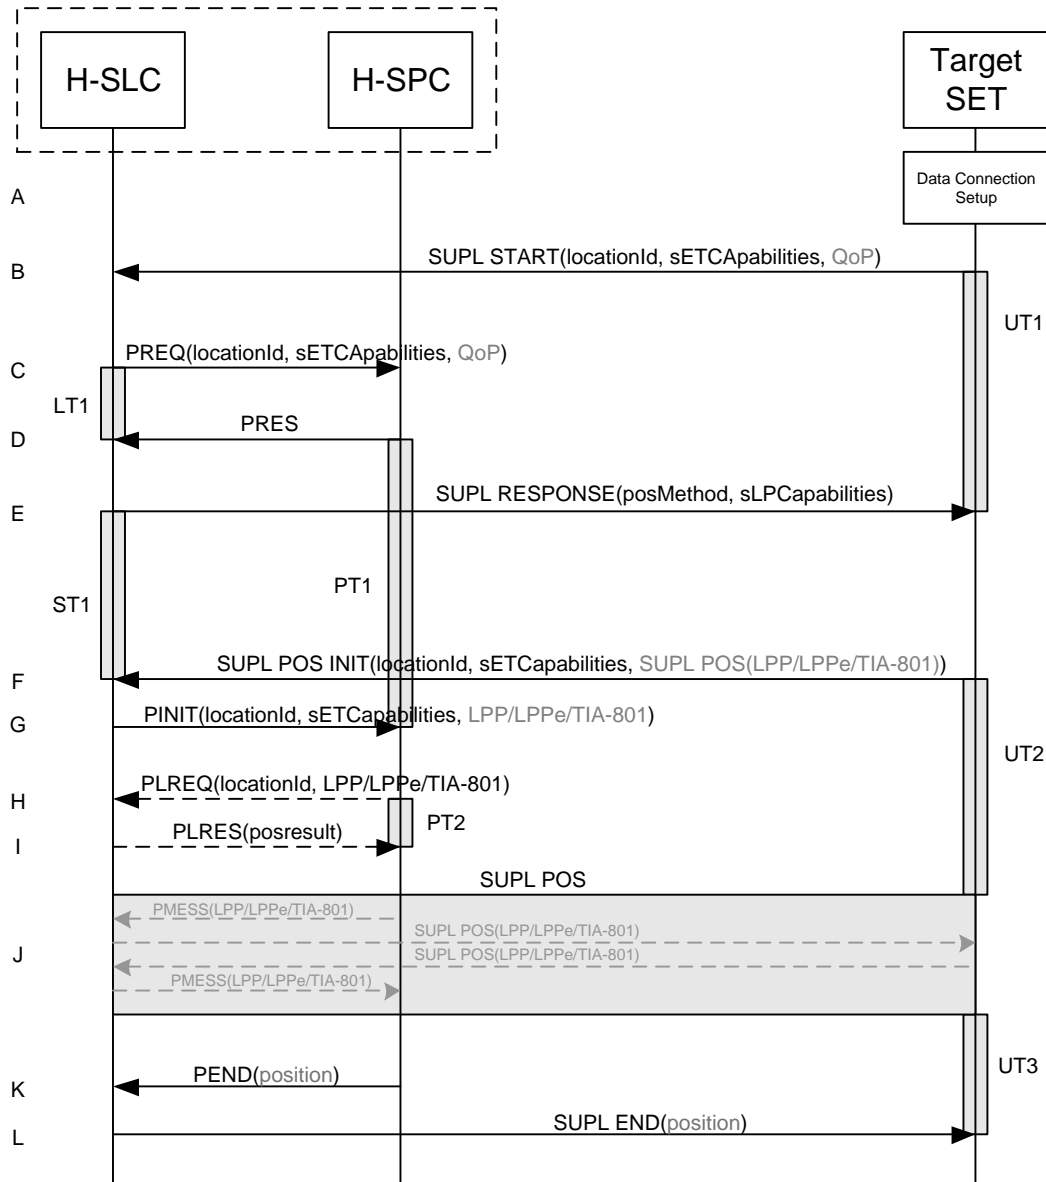 H-SLC
H-SPC
Target
SET
Data Connection
Setup
A
SUPL START(locationId, sETCApabilities, QoP)
B
UT1
PREQ(locationId, sETCApabilities, QoP)
C
LT1
PRES
D
SUPL RESPONSE(posMethod, sLPCapabilities)
E
PT1
ST1
SUPL POS INIT(locationId, sETCapabilities, SUPL POS(LPP/LPPe/TIA-801))
F
PINIT(locationId, sETCapabilities, LPP/LPPe/TIA-801)
G
UT2
PLREQ(locationId, LPP/LPPe/TIA-801)
H
PT2
PLRES(posresult)
I
SUPL POS
PMESS(LPP/LPPe/TIA-801)
SUPL POS(LPP/LPPe/TIA-801)
SUPL POS(LPP/LPPe/TIA-801)
J
PMESS(LPP/LPPe/TIA-801)
UT3
PEND(position)
K
SUPL END(position)
L